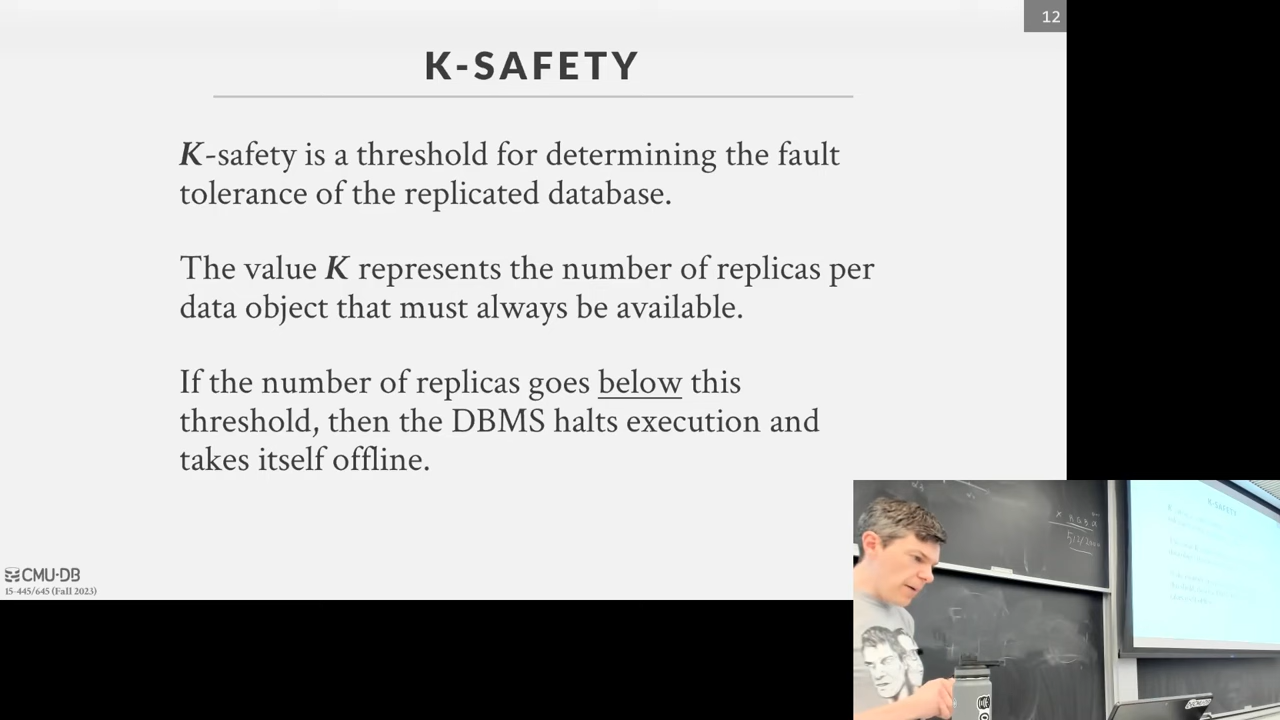 12
K-SAFETY
K-safety is a threshold for determining the fault
tolerance of the replicated database.
The value K represents the number of replicas per
data object that must always be available.
If the number of replicas goes below this
threshold, then the DBMS halts execution and
takes itself offline.
CMU·DB
15-445/645 (Fall 2023)
K-SAFETY